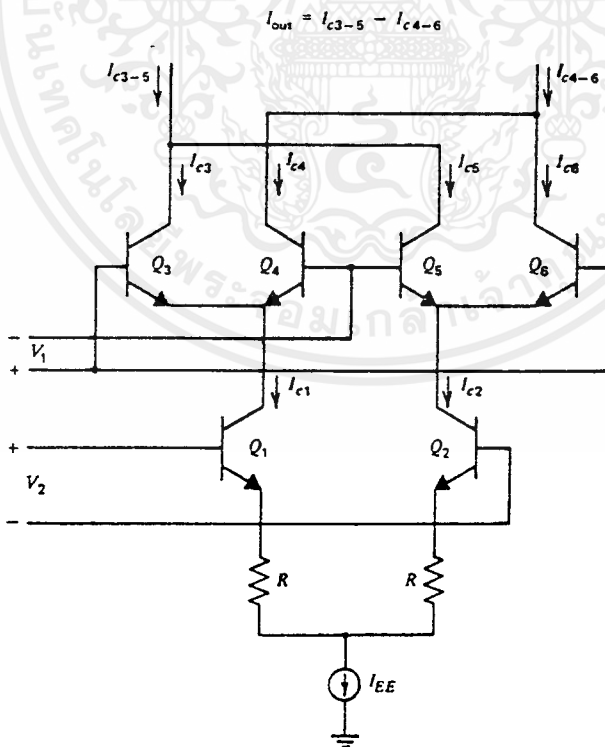 I_out = I_c3-5 − I_c4-6
I_c3-5
I_c4-6
I_c3
I_c4
I_c5
I_c6
Q_3
Q_4
Q_5
Q_6
−
V_1
+
I_c1
I_c2
+
Q_1
Q_2
V_2
−
R
R
I_EE